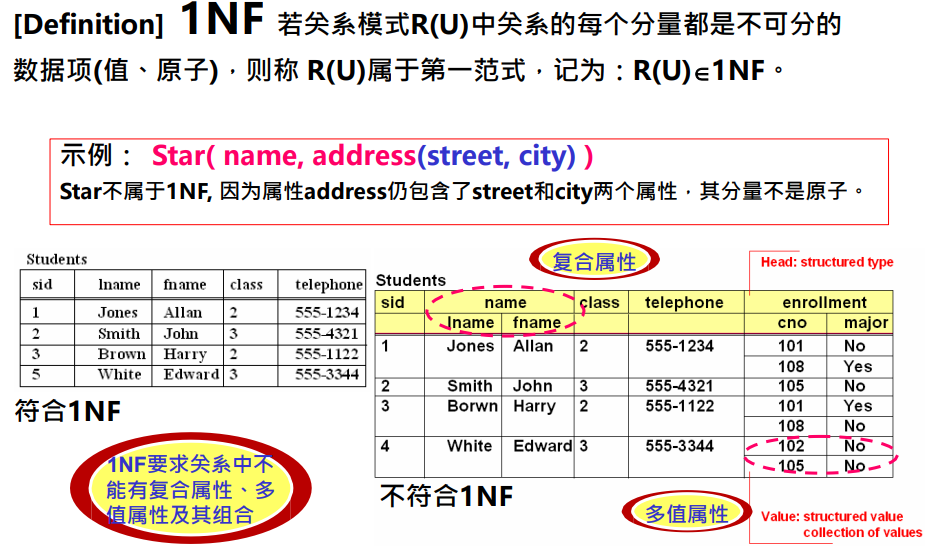 [Definition] 1NF 若关系模式R(U)中关系的每个分量都是不可分的
数据项(值、原子)，则称 R(U)属于第一范式，记为：R(U)∈1NF。
示例： Star( name, address(street, city) )
Star不属于1NF, 因为属性address仍包含了street和city两个属性，其分量不是原子。
Students
sid lname fname class telephone
1 Jones Allan 2 555-1234
2 Smith John 3 555-4321
3 Brown Harry 2 555-1122
5 White Edward 3 555-3344
符合1NF
1NF要求关系中不
能有复合属性、多
值属性及其组合
复合属性
Head: structured type
Students
sid name class telephone enrollment
lname fname cno major
1 Jones Allan 2 555-1234 101 No
108 Yes
2 Smith John 3 555-4321 105 No
3 Borwn Harry 2 555-1122 101 Yes
108 No
4 White Edward 3 555-3344 102 No
105 No
不符合1NF
多值属性
Value: structured value
collection of values